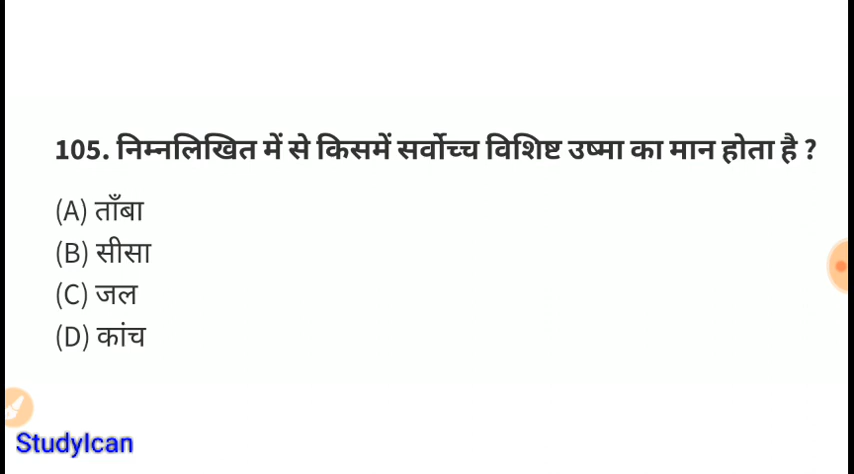 105. निम्नलिखित में से किसमें सर्वोच्च विशिष्ट उष्मा का मान होता है ?
(A) ताँबा
(B) सीसा
(C) जल
(D) कांच
StudyIcan